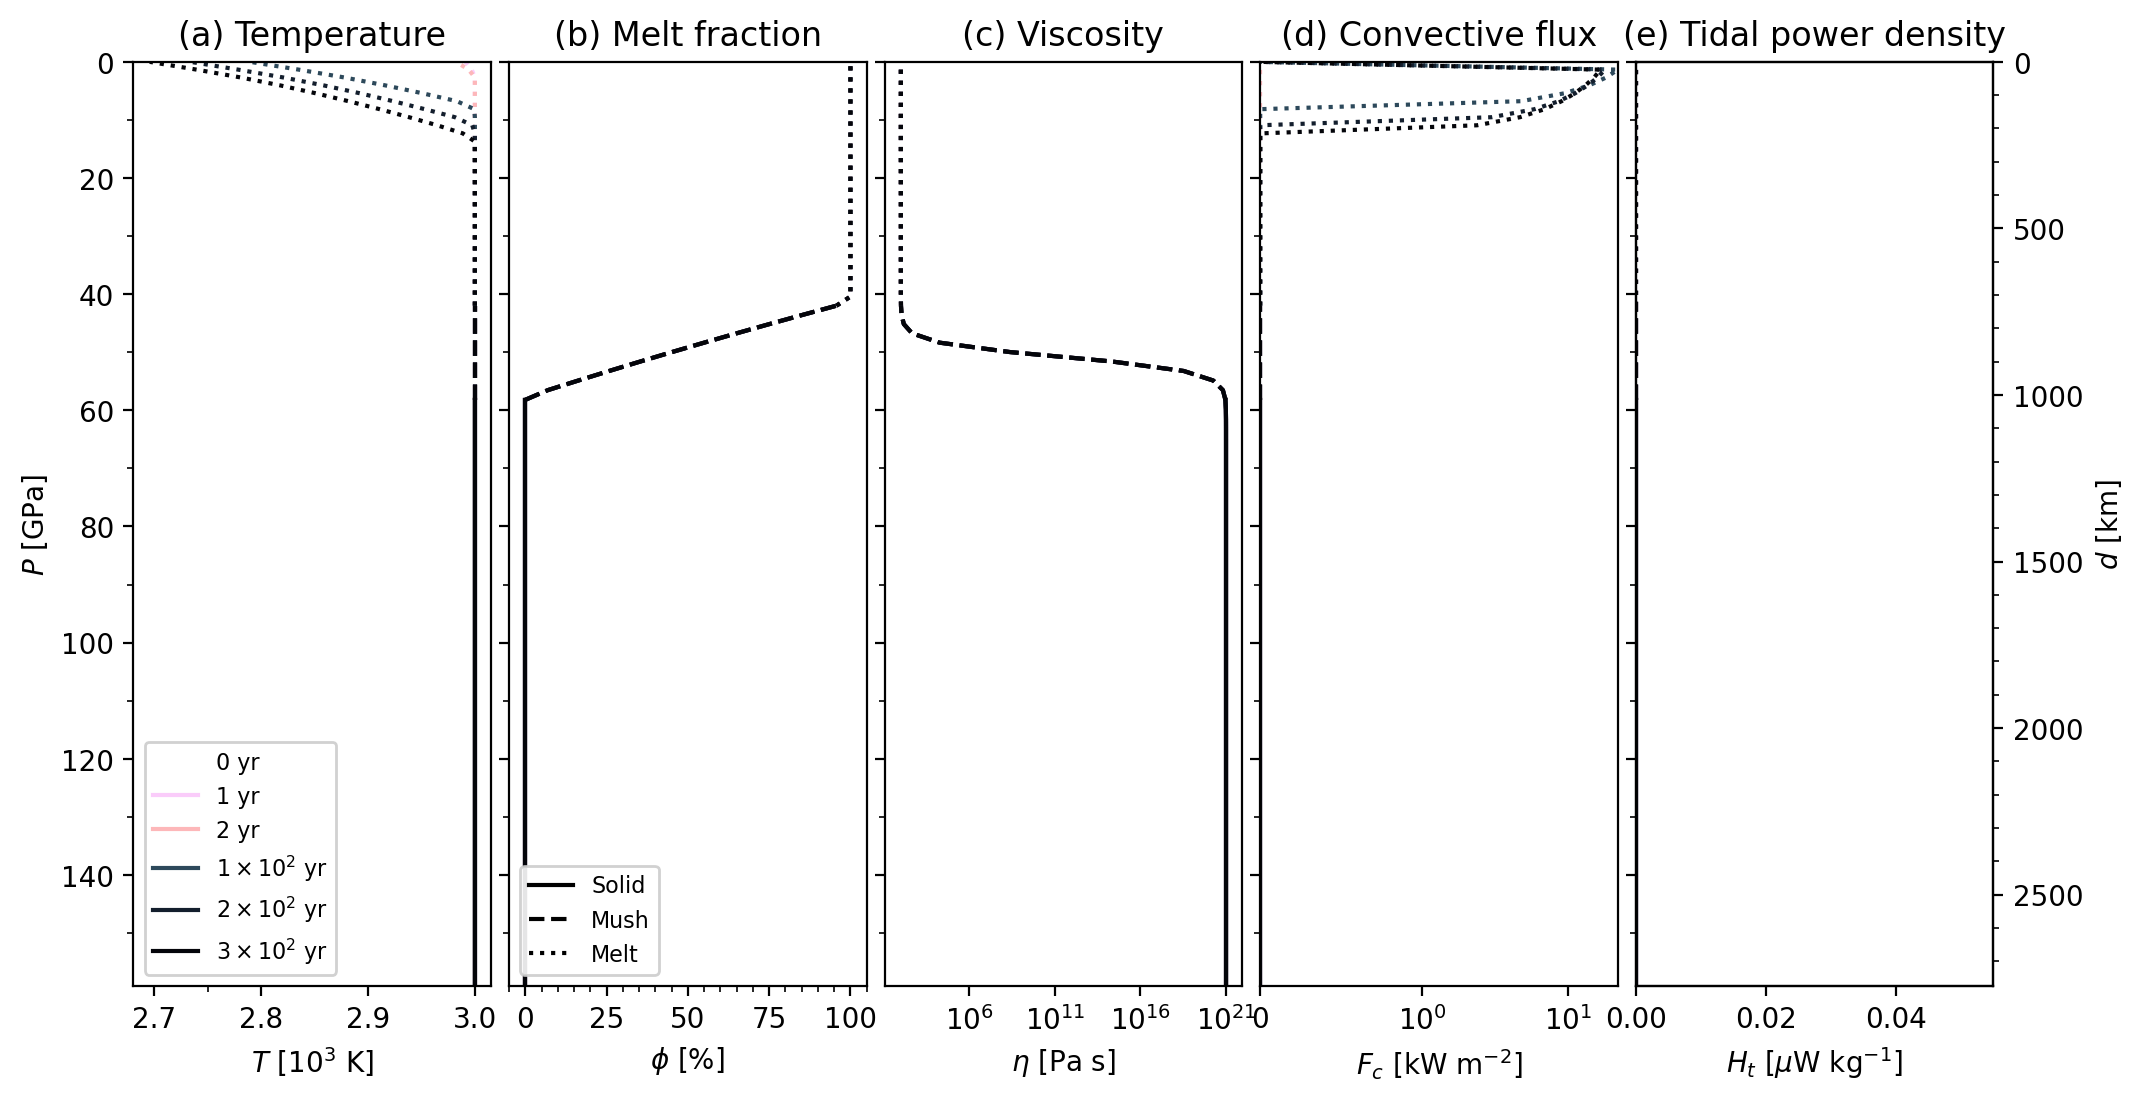 (a) Temperature
(b) Melt fraction
(c) Viscosity
(d) Convective flux
(e) Tidal power density
0
20
40
60
80
100
120
140
P [GPa]
0 yr
1 yr
2 yr
1 × 10² yr
2 × 10² yr
3 × 10² yr
2.7 2.8 2.9 3.0
T [10³ K]
Solid
Mush
Melt
0 25 50 75 100
ϕ [%]
10⁶ 10¹¹ 10¹⁶ 10²¹
η [Pa s]
0 10⁰ 10¹
F_c [kW m⁻²]
0.00 0.02 0.04
H_t [μW kg⁻¹]
0
500
1000
1500
2000
2500
d [km]